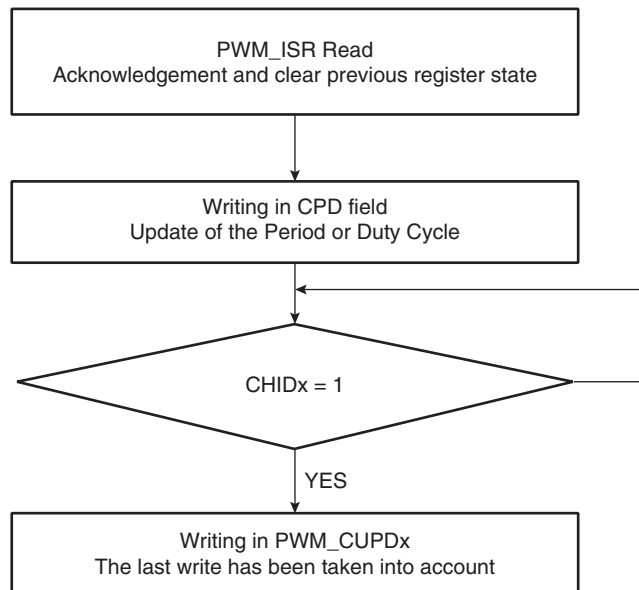 PWM_ISR Read
Acknowledgement and clear previous register state
Writing in CPD field
Update of the Period or Duty Cycle
CHIDx = 1
YES
Writing in PWM_CUPDx
The last write has been taken into account